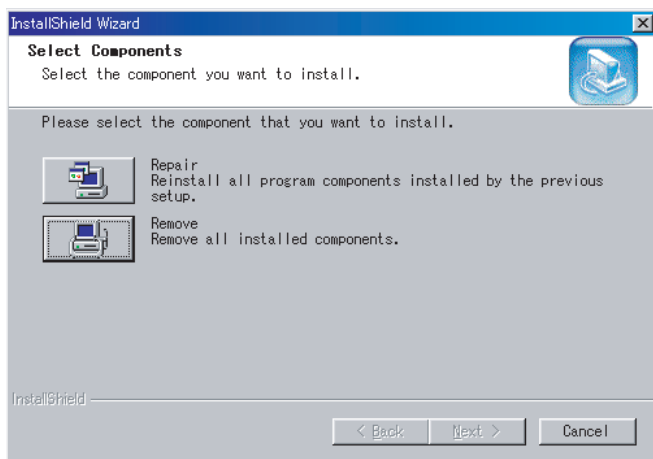 InstallShield Wizard
Select Components
Select the component you want to install.
Please select the component that you want to install.
Repair
Reinstall all program components installed by the previous
setup.
Remove
Remove all installed components.
InstallShield
< Back Next > Cancel